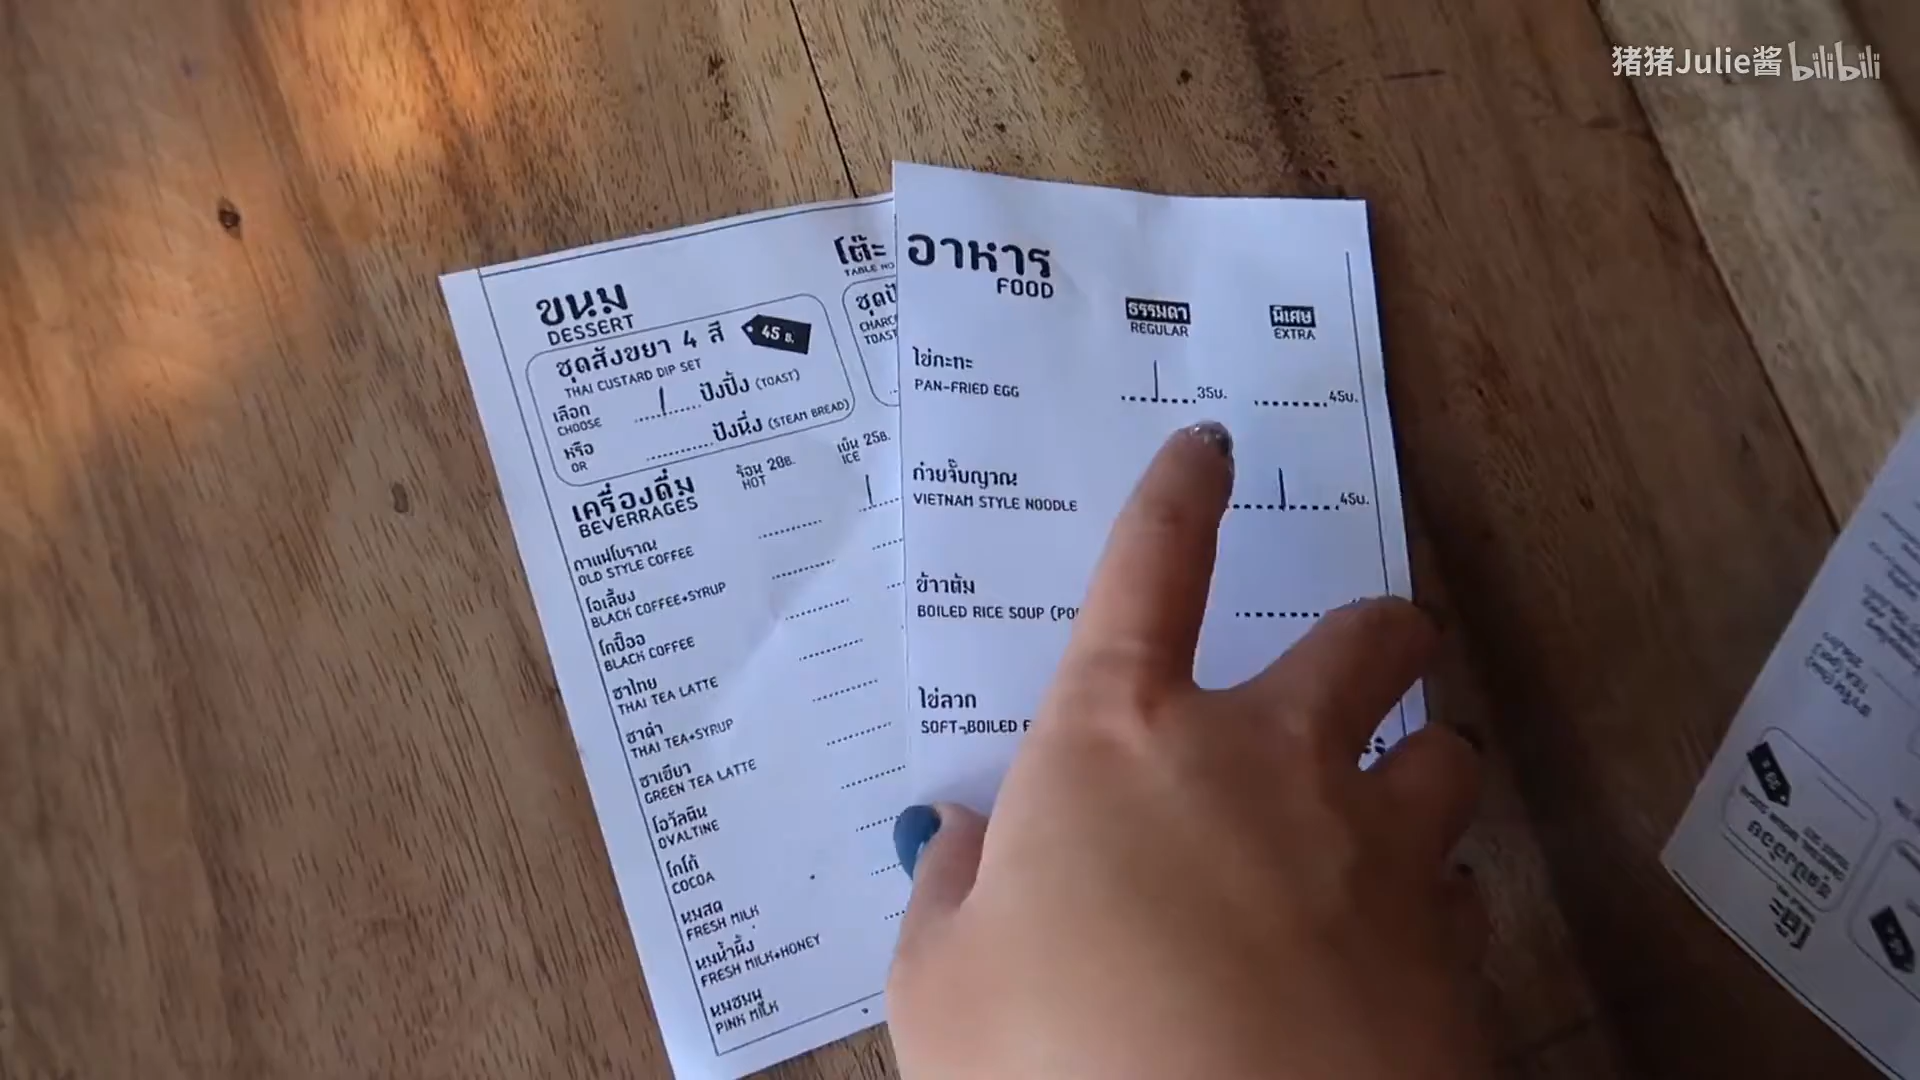 猪猪Julie酱 bilibili
ขนม
DESSERT
โต๊ะ
TABLE NO
ชุดสังขยา 4 สี
45 B.
THAI CUSTARD DIP SET
เลือก
CHOOSE
ปังปิ้ง (TOAST)
หรือ
OR
ปังนึ่ง (STEAM BREAD)
เครื่องดื่ม
BEVERRAGES
ร้อน 20B.
HOT
เย็น 25B.
ICE
กาแฟโบราณ
OLD STYLE COFFEE
โอเลี้ยง
BLACK COFFEE+SYRUP
โกปี๊ออ
BLACK COFFEE
ชาไทย
THAI TEA LATTE
ชาดำ
THAI TEA+SYRUP
ชาเขียว
GREEN TEA LATTE
โอวัลติน
OVALTINE
โกโก้
COCOA
นมสด
FRESH MILK
นมน้ำผึ้ง
FRESH MILK+HONEY
นมชมพู
PINK MILK
อาหาร
FOOD
ธรรมดา
REGULAR
พิเศษ
EXTRA
ไข่กะทะ
PAN-FRIED EGG
35บ.
45บ.
ก๋วยจั๊บญวณ
VIETNAM STYLE NOODLE
45บ.
ข้าวต้ม
BOILED RICE SOUP
ไข่ลวก
SOFT-BOILED